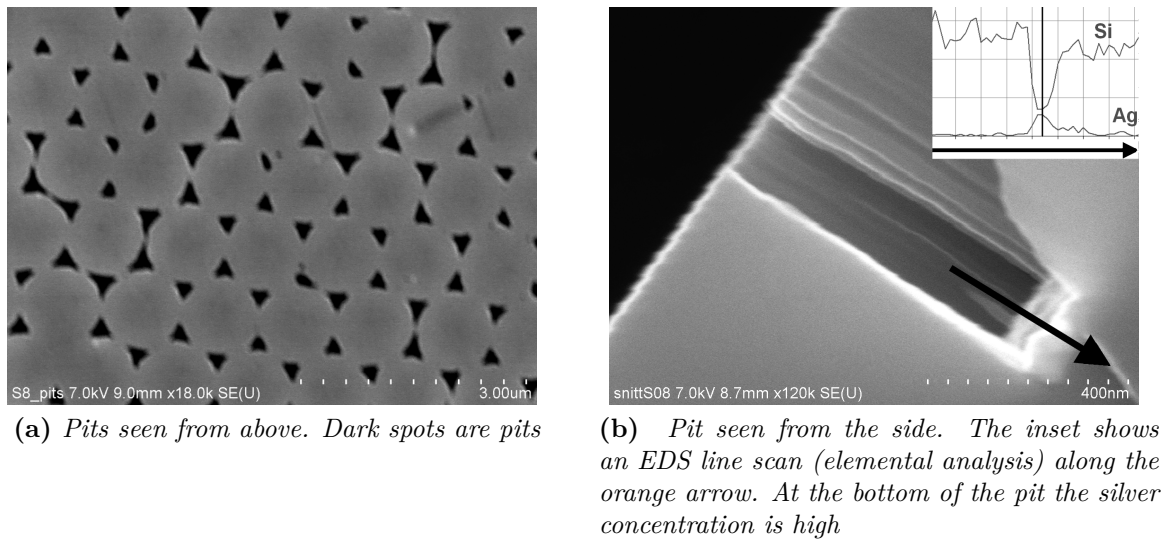 Si
Ag
S8_pits 7.0kV 9.0mm x18.0k SE(U)
3.00um
snittS08 7.0kV 8.7mm x120k SE(U)
400nm
(a) Pits seen from above. Dark spots are pits
(b) Pit seen from the side. The inset shows
an EDS line scan (elemental analysis) along the
orange arrow. At the bottom of the pit the silver
concentration is high